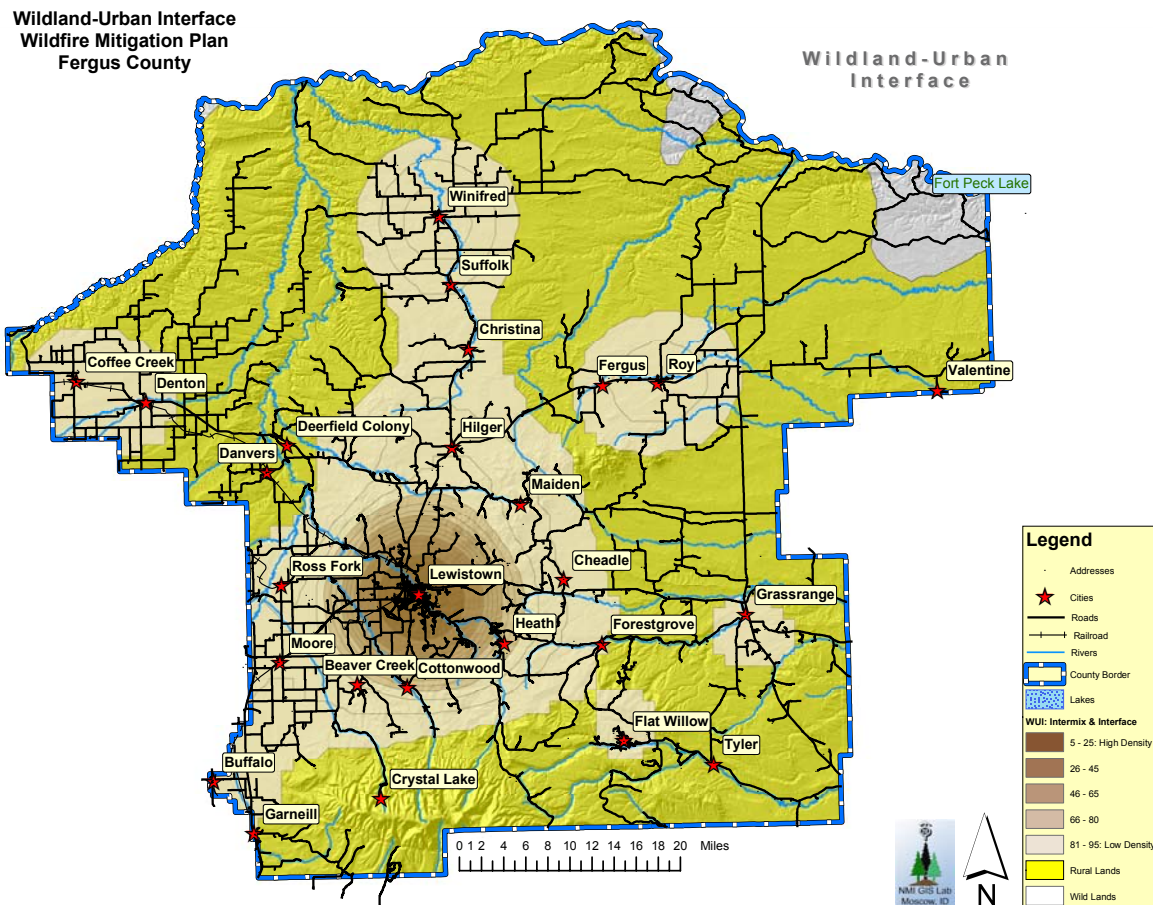 Wildland-Urban Interface
Wildfire Mitigation Plan
Fergus County
Wildland-Urban
Interface
Fort Peck Lake
Winifred
Suffolk
Christina
Coffee Creek
Denton
Fergus
Roy
Valentine
Deerfield Colony
Hilger
Danvers
Maiden
Ross Fork
Lewistown
Cheadle
Grassrange
Moore
Heath
Forestgrove
Beaver Creek
Cottonwood
Flat Willow
Tyler
Buffalo
Crystal Lake
Garneill
0 1 2 4 6 8 10 12 14 16 18 20 Miles
NMI GIS Lab
Moscow, ID
N
Legend
Addresses
Cities
Roads
Railroad
Rivers
County Border
Lakes
WUI: Intermix & Interface
5 - 25: High Density
26 - 45
46 - 65
66 - 80
81 - 95: Low Density
Rural Lands
Wild Lands